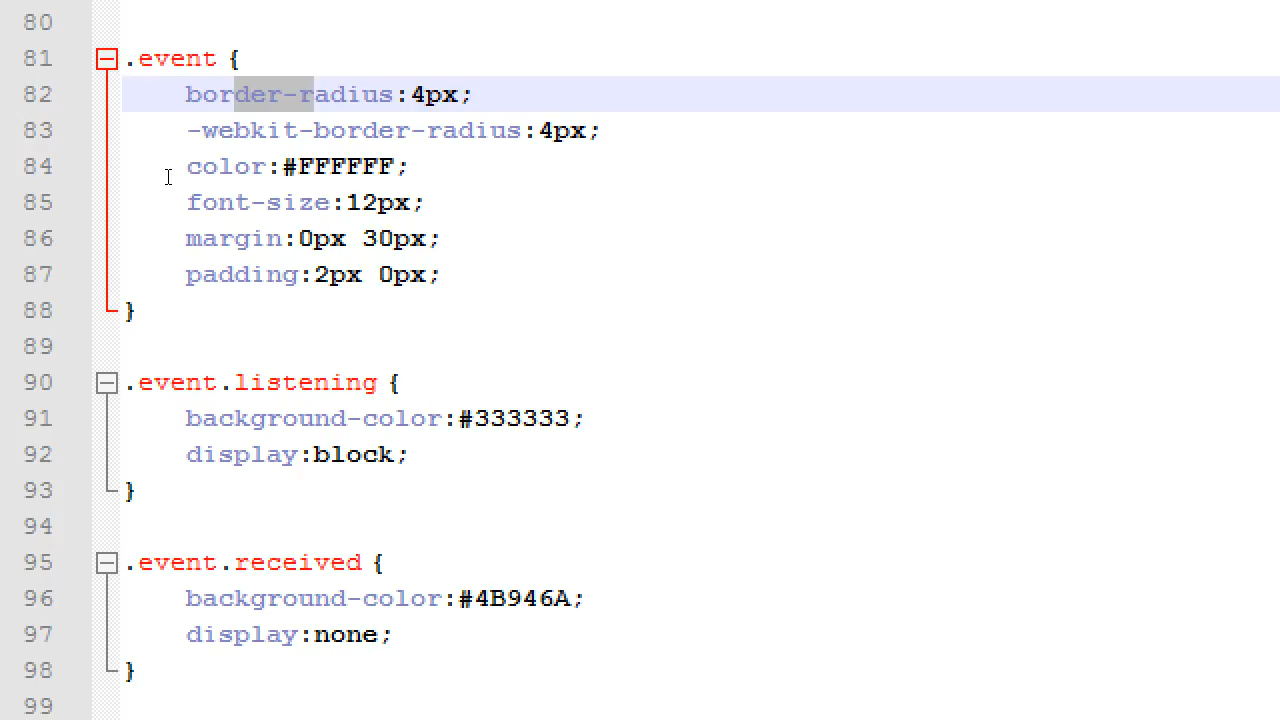 80
81 .event {
82 border-radius:4px;
83 -webkit-border-radius:4px;
84 color:#FFFFFF;
85 font-size:12px;
86 margin:0px 30px;
87 padding:2px 0px;
88 }
89
90 .event.listening {
91 background-color:#333333;
92 display:block;
93 }
94
95 .event.received {
96 background-color:#4B946A;
97 display:none;
98 }
99